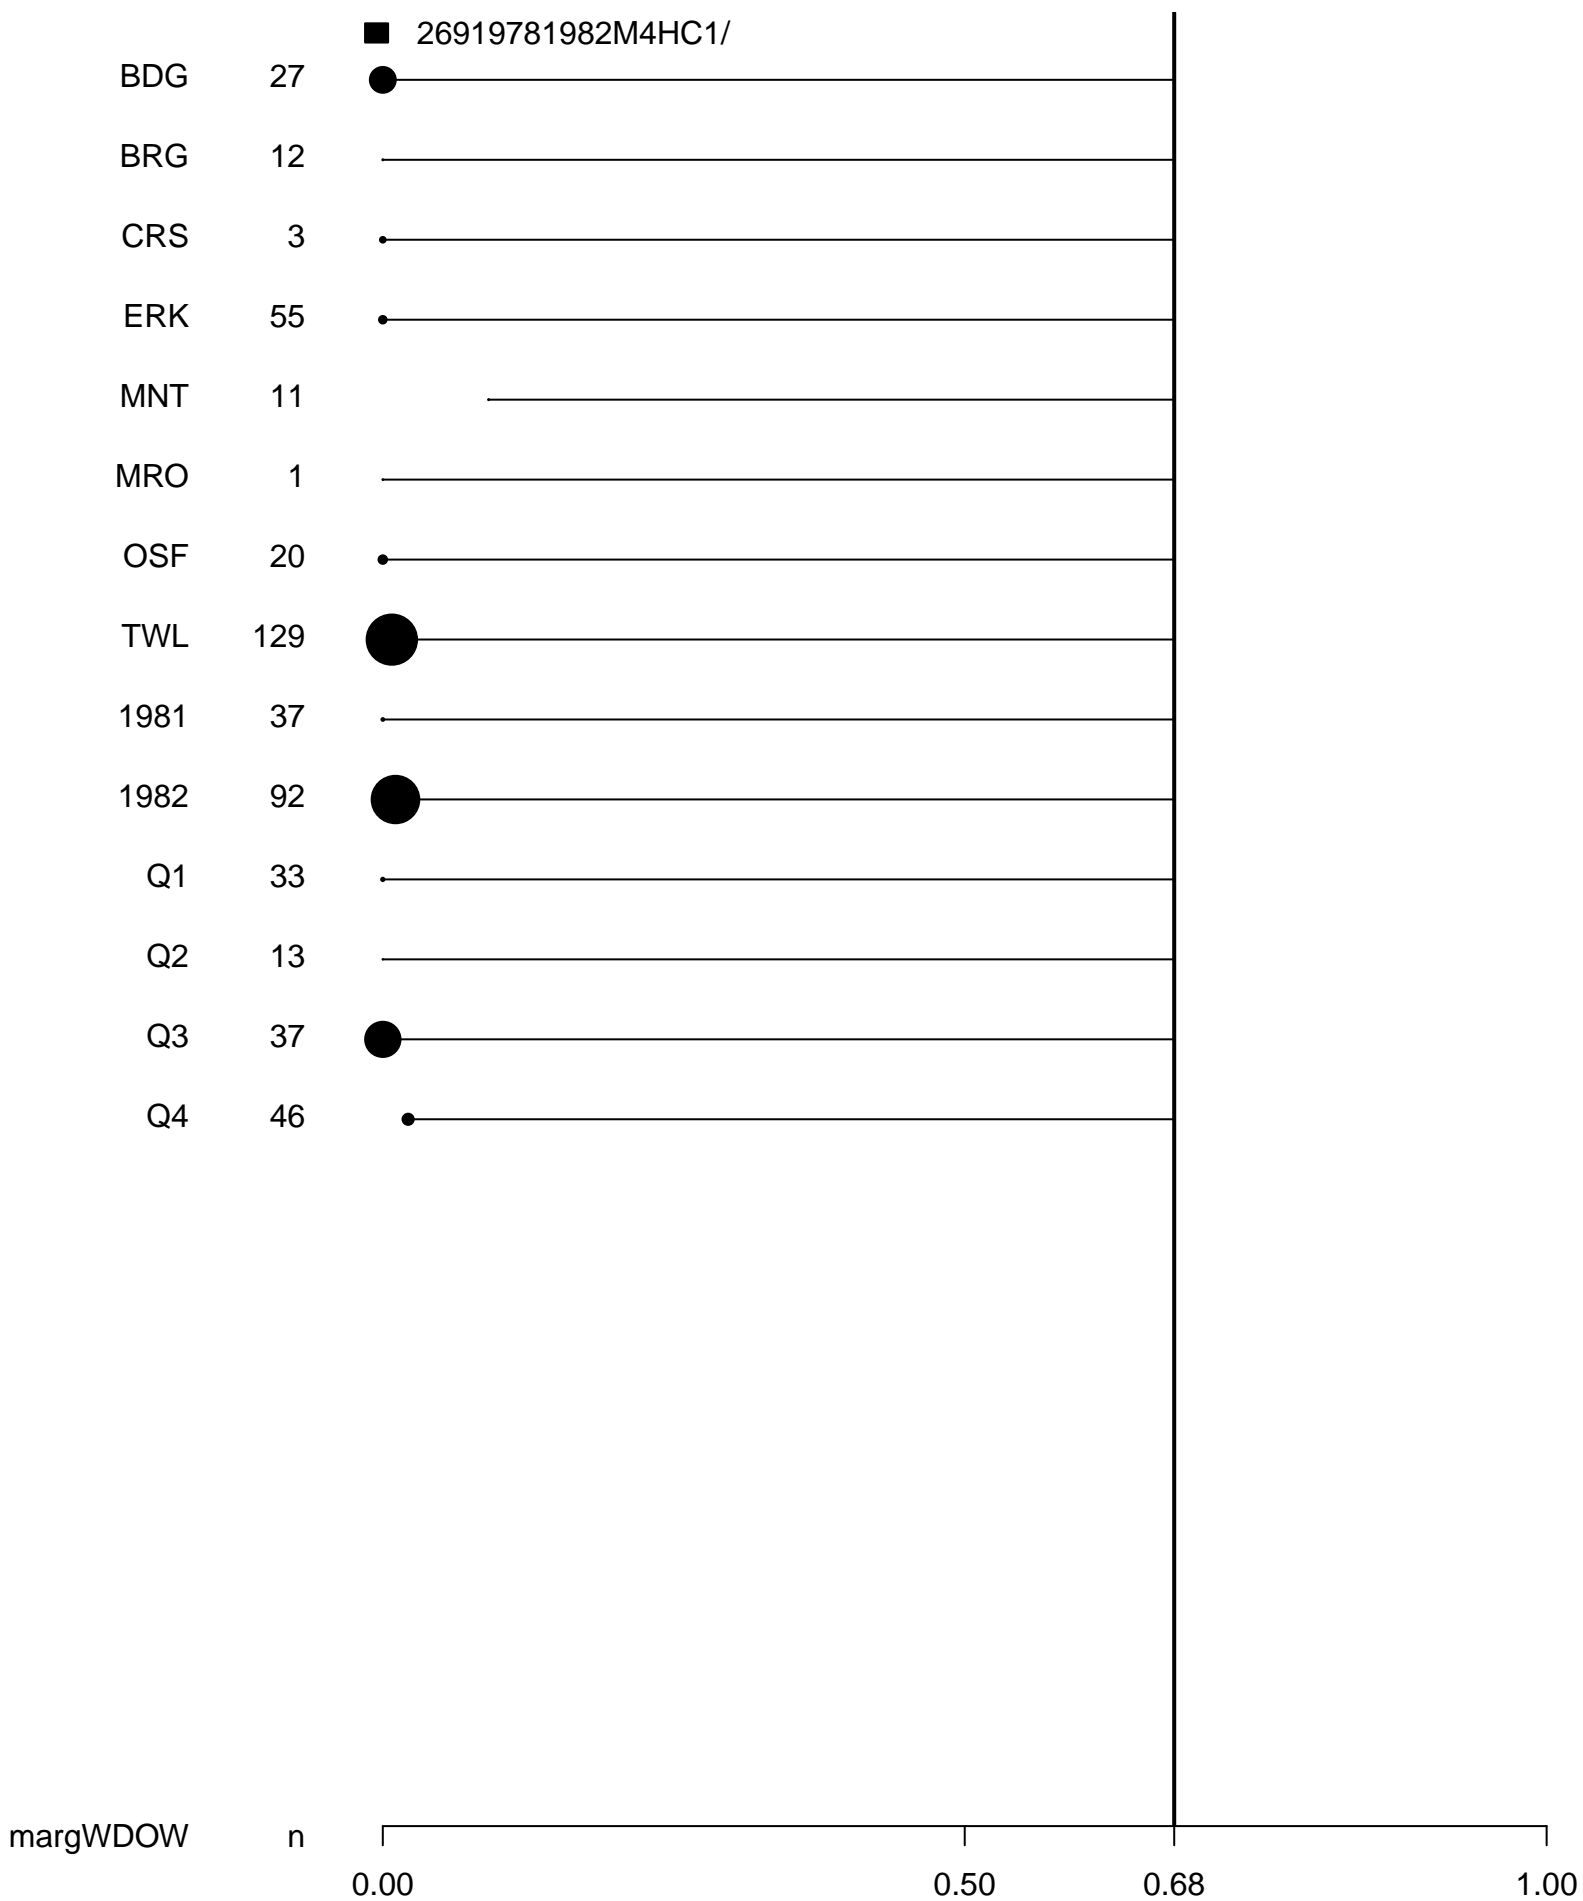 26919781982M4HC1/
BDG 27
BRG 12
CRS 3
ERK 55
MNT 11
MRO 1
OSF 20
TWL 129
1981 37
1982 92
Q1 33
Q2 13
Q3 37
Q4 46
margWDOW n
0.00 0.50 0.68 1.00